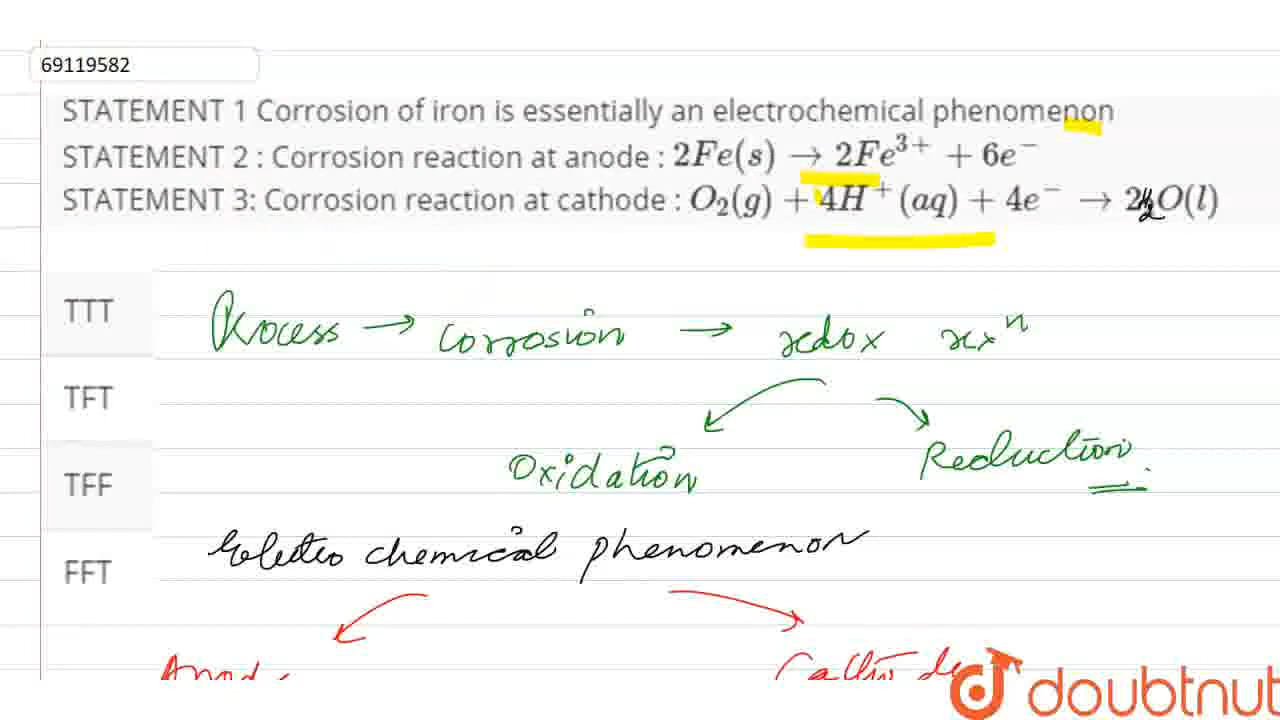 69119582
STATEMENT 1 Corrosion of iron is essentially an electrochemical phenomenon
STATEMENT 2 : Corrosion reaction at anode : 2Fe(s) → 2Fe³⁺ + 6e⁻
STATEMENT 3: Corrosion reaction at cathode : O₂(g) + 4H⁺(aq) + 4e⁻ → 2H₂O(l)
TTT
Process → corrosion → redox rxⁿ
TFT
Oxidation Reduction
TFF
Electro chemical phenomenon
FFT
Anode Cathode
doubtnut